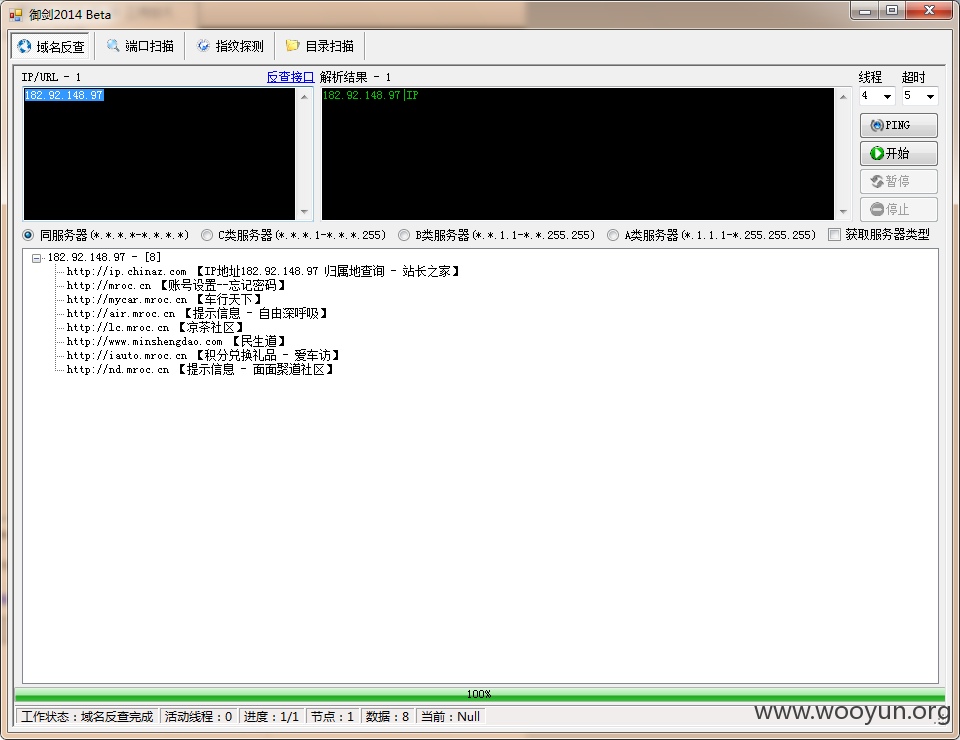 御剑2014 Beta
域名反查 端口扫描 指纹探测 目录扫描
IP/URL - 1 反查接口 解析结果 - 1 线程 超时
182.92.148.97 182.92.148.97|IP 4 5
PING
开始
暂停
停止
同服务器(*.*.*.*-*.*.*.*) C类服务器(*.*.*.1-*.*.*.255) B类服务器(*.*.1.1-*.*.255.255) A类服务器(*.1.1.1-*.255.255.255) 获取服务器类型
182.92.148.97 - [8]
http://ip.chinaz.com 【IP地址182.92.148.97 归属地查询 - 站长之家】
http://mroc.cn 【账号设置--忘记密码】
http://mycar.mroc.cn 【车行天下】
http://air.mroc.cn 【提示信息 - 自由深呼吸】
http://lc.mroc.cn 【凉茶社区】
http://www.minshengdao.com 【民生道】
http://iauto.mroc.cn 【积分兑换礼品 - 爱车访】
http://nd.mroc.cn 【提示信息 - 面面聚道社区】
100%
工作状态：域名反查完成 活动线程：0 进度：1/1 节点：1 数据：8 当前：Null
www.wooyun.org